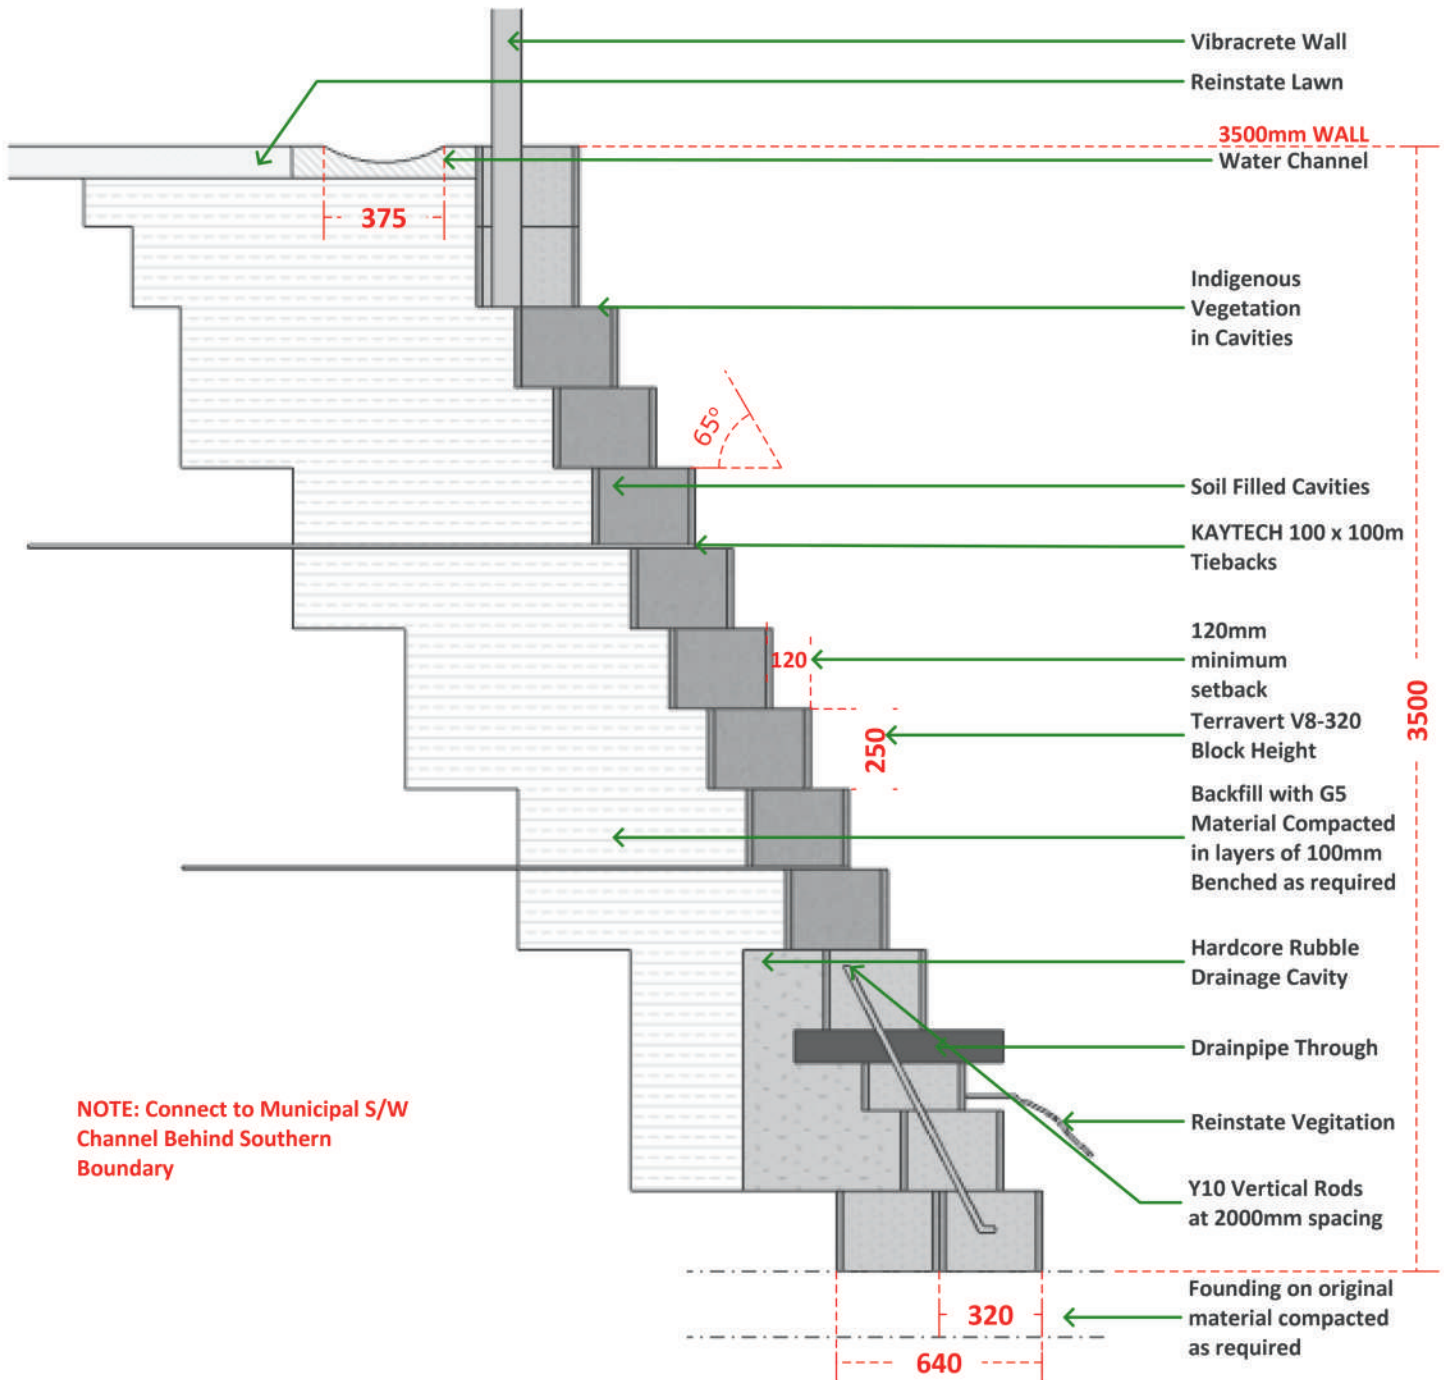 Vibracrete Wall
Reinstate Lawn
3500mm WALL
Water Channel
375
Indigenous
Vegetation
in Cavities
65º
Soil Filled Cavities
KAYTECH 100 x 100m
Tiebacks
120mm
minimum
setback
120
3500
Terravert V8-320
Block Height
250
Backfill with G5
Material Compacted
in layers of 100mm
Benched as required
Hardcore Rubble
Drainage Cavity
Drainpipe Through
NOTE: Connect to Municipal S/W
Channel Behind Southern
Boundary
Reinstate Vegitation
Y10 Vertical Rods
at 2000mm spacing
Founding on original
material compacted
as required
320
640